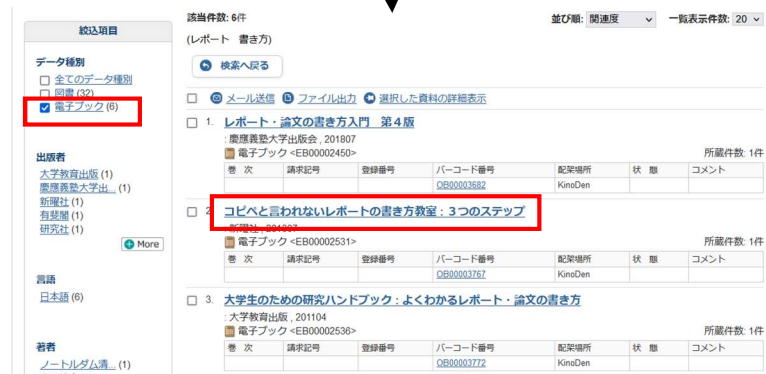 絞込項目
データ種別
全てのデータ種別
図書 (32)
電子ブック (6)
出版者
大学教育出版 (1)
慶應義塾大学出... (1)
新曜社 (1)
有斐閣 (1)
研究社 (1)
More
言語
日本語 (6)
著者
ノートルダム清... (1)
該当件数: 6件 並び順: 関連度 一覧表示件数: 20
(レポート 書き方)
検索へ戻る
メール送信 ファイル出力 選択した資料の詳細表示
1. レポート・論文の書き方入門 第4版
: 慶應義塾大学出版会 , 201807
電子ブック <EB00002450> 所蔵件数: 1件
巻 次 請求記号 登録番号 バーコード番号 配架場所 状 態 コメント
OB00003682 KinoDen
2. コピペと言われないレポートの書き方教室 : 3つのステップ
電子ブック <EB00002531> 所蔵件数: 1件
巻 次 請求記号 登録番号 バーコード番号 配架場所 状 態 コメント
OB00003767 KinoDen
3. 大学生のための研究ハンドブック : よくわかるレポート・論文の書き方
: 大学教育出版 , 201104
電子ブック <EB00002536> 所蔵件数: 1件
巻 次 請求記号 登録番号 バーコード番号 配架場所 状 態 コメント
OB00003772 KinoDen